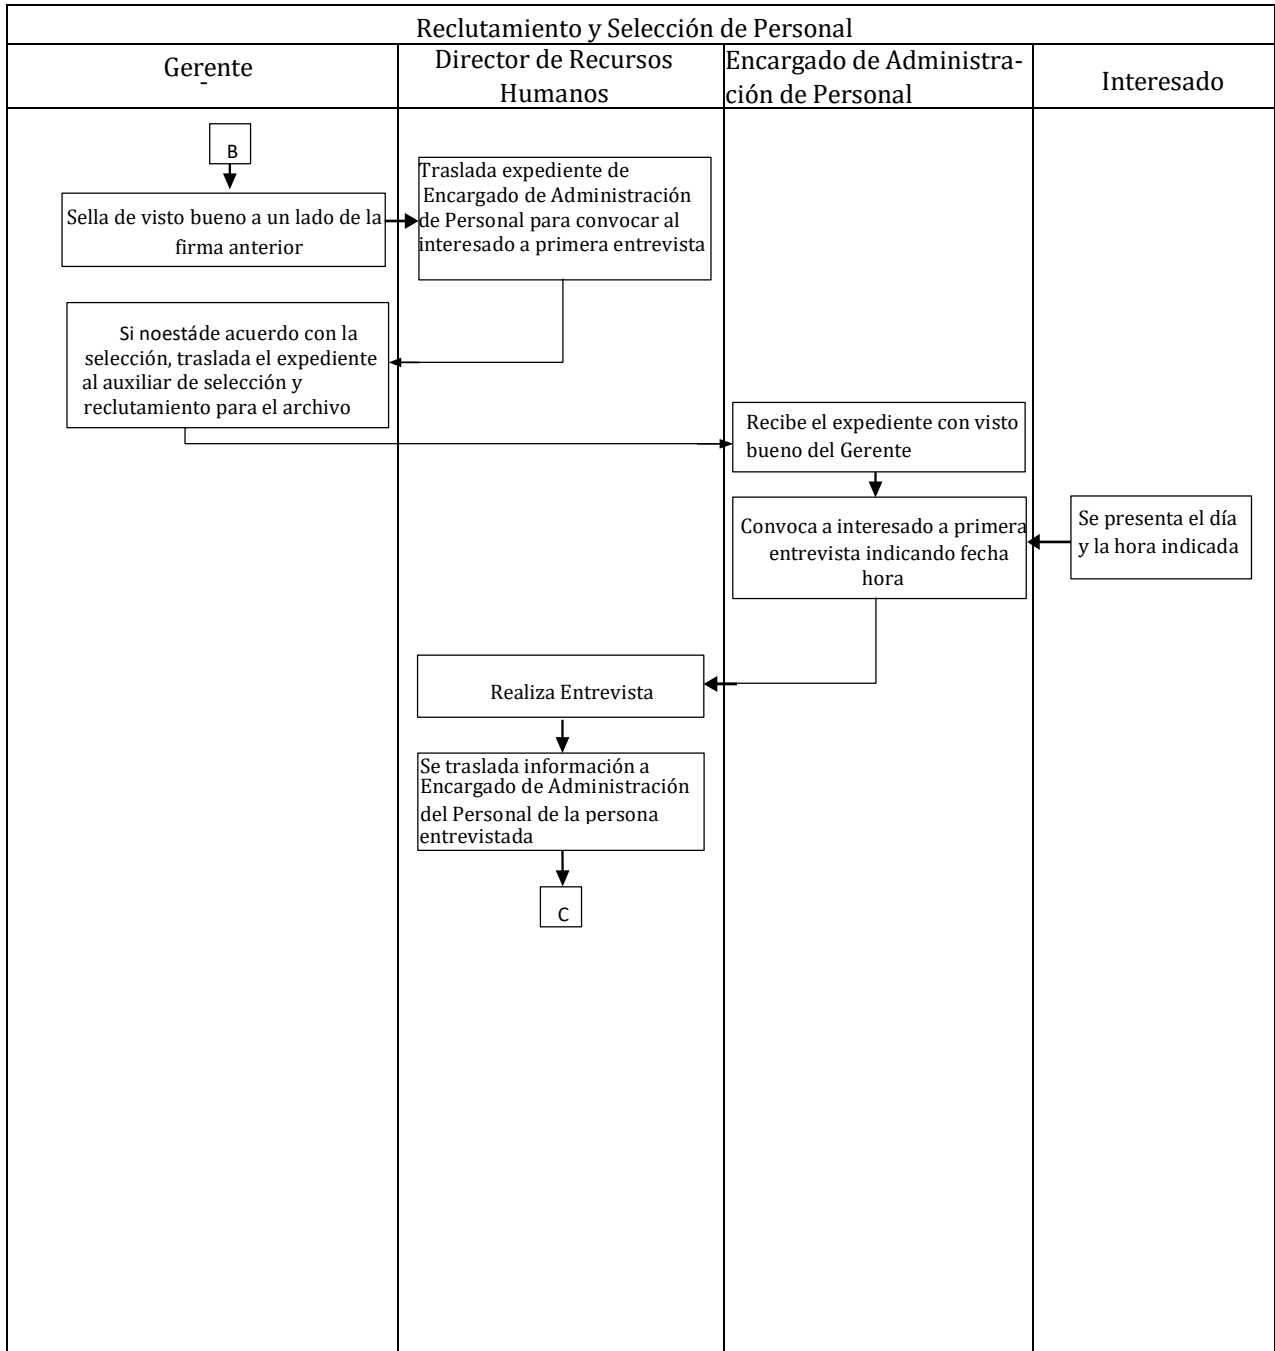 Reclutamiento y Selección de Personal
Gerente
Director de Recursos
Humanos
Encargado de Administra-
ción de Personal
Interesado
B
Sella de visto bueno a un lado de la
firma anterior
Traslada expediente de
Encargado de Administración
de Personal para convocar al
interesado a primera entrevista
Si noestáde acuerdo con la
selección, traslada el expediente
al auxiliar de selección y
reclutamiento para el archivo
Recibe el expediente con visto
bueno del Gerente
Convoca a interesado a primera
entrevista indicando fecha
hora
Se presenta el día
y la hora indicada
Realiza Entrevista
Se traslada información a
Encargado de Administración
del Personal de la persona
entrevistada
C